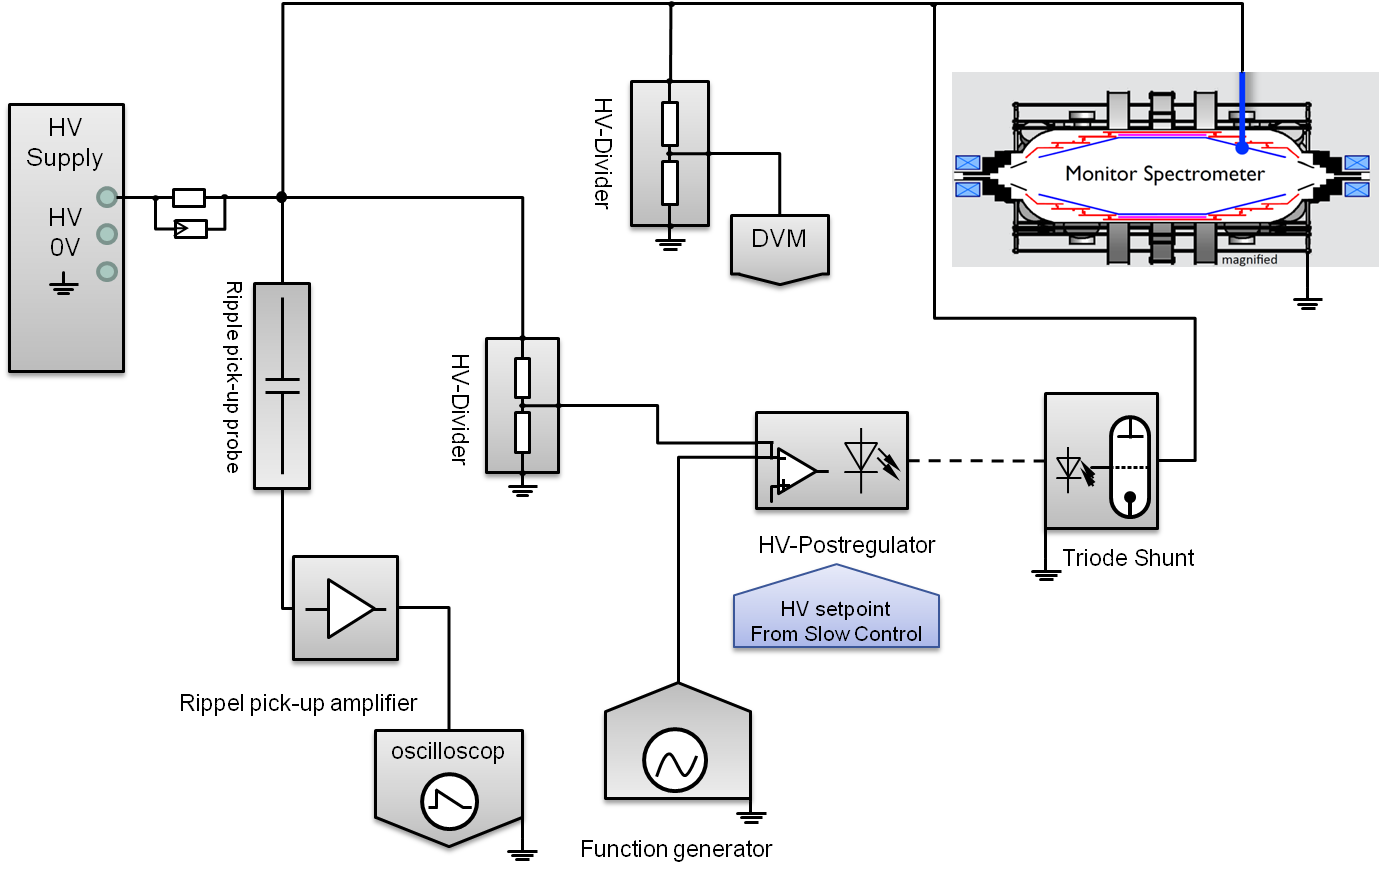 HV
Supply
HV
0V
HV-Divider
DVM
Monitor Spectrometer
magnified
Ripple pick-up probe
HV-Divider
HV-Postregulator
Triode Shunt
HV setpoint
From Slow Control
Rippel pick-up amplifier
oscilloscop
Function generator